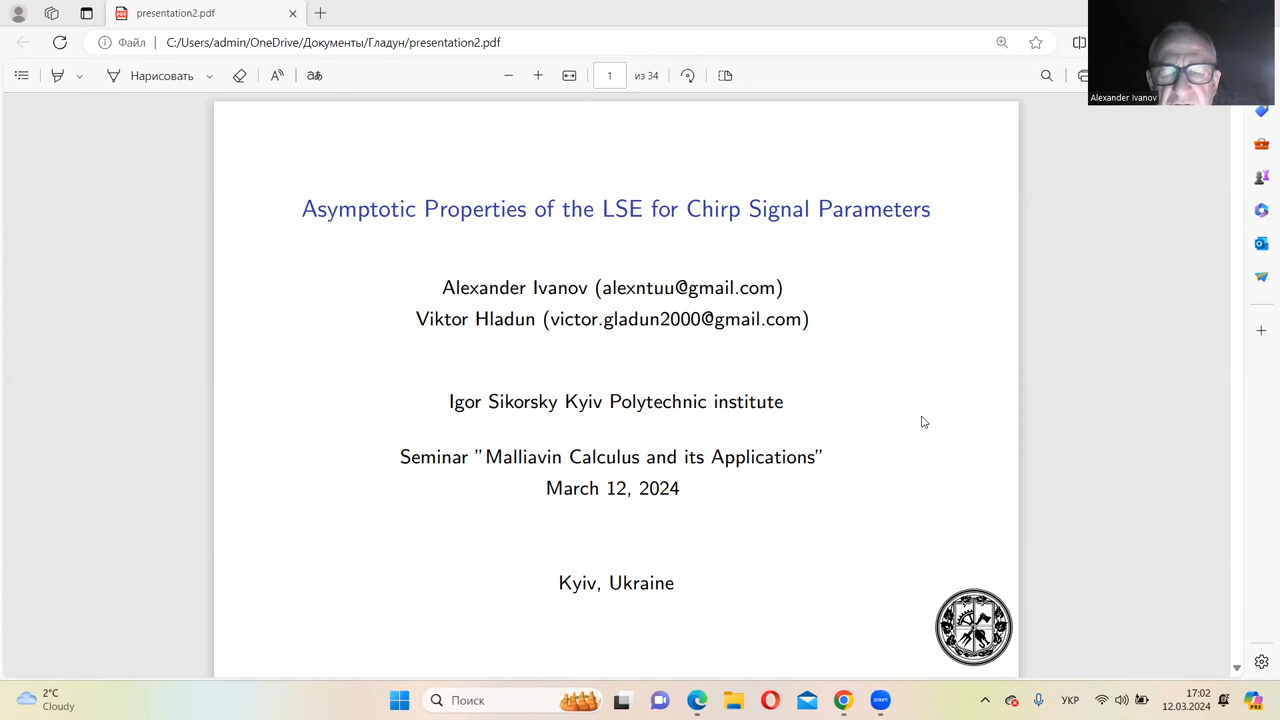 presentation2.pdf
Файл
C:/Users/admin/OneDrive/Документы/Гладун/presentation2.pdf
Нарисовать
1
из 34
Alexander Ivanov
Asymptotic Properties of the LSE for Chirp Signal Parameters
Alexander Ivanov (alexntuu@gmail.com)
Viktor Hladun (victor.gladun2000@gmail.com)
Igor Sikorsky Kyiv Polytechnic institute
Seminar ”Malliavin Calculus and its Applications”
March 12, 2024
Kyiv, Ukraine
2°C
Cloudy
Поиск
zoom
УКР
17:02
12.03.2024
PRE